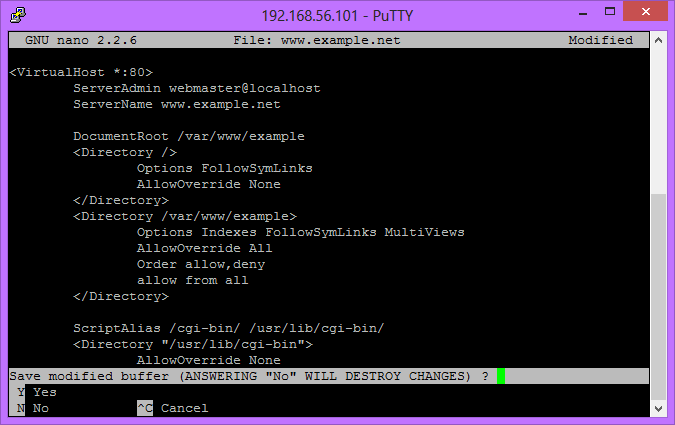 192.168.56.101 - PuTTY
GNU nano 2.2.6 File: www.example.net Modified
<VirtualHost *:80>
ServerAdmin webmaster@localhost
ServerName www.example.net
DocumentRoot /var/www/example
<Directory />
Options FollowSymLinks
AllowOverride None
</Directory>
<Directory /var/www/example>
Options Indexes FollowSymLinks MultiViews
AllowOverride All
Order allow,deny
allow from all
</Directory>
ScriptAlias /cgi-bin/ /usr/lib/cgi-bin/
<Directory "/usr/lib/cgi-bin">
AllowOverride None
Save modified buffer (ANSWERING "No" WILL DESTROY CHANGES) ?
Y Yes
N No ^C Cancel